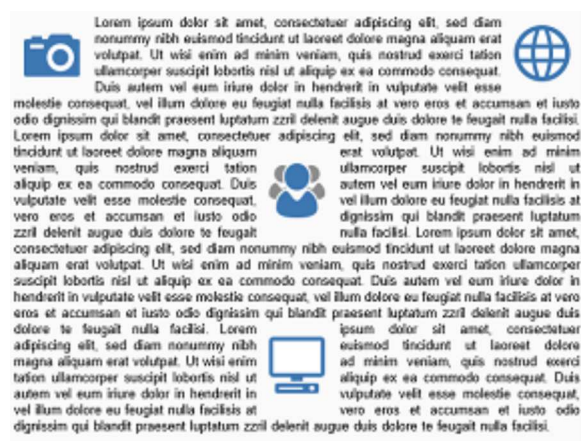 Lorem ipsum dolor sit amet, consectetuer adipiscing elit, sed diam
nonummy nibh euismod tincidunt ut laoreet dolore magna aliquam erat
volutpat. Ut wisi enim ad minim veniam, quis nostrud exerci tation
ullamcorper suscipit lobortis nisl ut aliquip ex ea commodo consequat.
Duis autem vel eum iriure dolor in hendrerit in vulputate velit esse
molestie consequat, vel illum dolore eu feugiat nulla facilisis at vero eros et accumsan et iusto
odio dignissim qui blandit praesent luptatum zzril delenit augue duis dolore te feugait nulla facilisi.
Lorem ipsum dolor sit amet, consectetuer adipiscing elit, sed diam nonummy nibh euismod
tincidunt ut laoreet dolore magna aliquam erat volutpat. Ut wisi enim ad minim
veniam, quis nostrud exerci tation ullamcorper suscipit lobortis nisl ut
aliquip ex ea commodo consequat. Duis autem vel eum iriure dolor in hendrerit in
vulputate velit esse molestie consequat, vel illum dolore eu feugiat nulla facilisis at
vero eros et accumsan et iusto odio dignissim qui blandit praesent luptatum
zzril delenit augue duis dolore te feugait nulla facilisi. Lorem ipsum dolor sit amet,
consectetuer adipiscing elit, sed diam nonummy nibh euismod tincidunt ut laoreet dolore magna
aliquam erat volutpat. Ut wisi enim ad minim veniam, quis nostrud exerci tation ullamcorper
suscipit lobortis nisl ut aliquip ex ea commodo consequat. Duis autem vel eum iriure dolor in
hendrerit in vulputate velit esse molestie consequat, vel illum dolore eu feugiat nulla facilisis at vero
eros et accumsan et iusto odio dignissim qui blandit praesent luptatum zzril delenit augue duis
dolore te feugait nulla facilisi. Lorem ipsum dolor sit amet, consectetuer
adipiscing elit, sed diam nonummy nibh euismod tincidunt ut laoreet dolore
magna aliquam erat volutpat. Ut wisi enim ad minim veniam, quis nostrud exerci
tation ullamcorper suscipit lobortis nisl ut aliquip ex ea commodo consequat. Duis
autem vel eum iriure dolor in hendrerit in vulputate velit esse molestie consequat,
vel illum dolore eu feugiat nulla facilisis at vero eros et accumsan et iusto odio
dignissim qui blandit praesent luptatum zzril delenit augue duis dolore te feugait nulla facilisi.